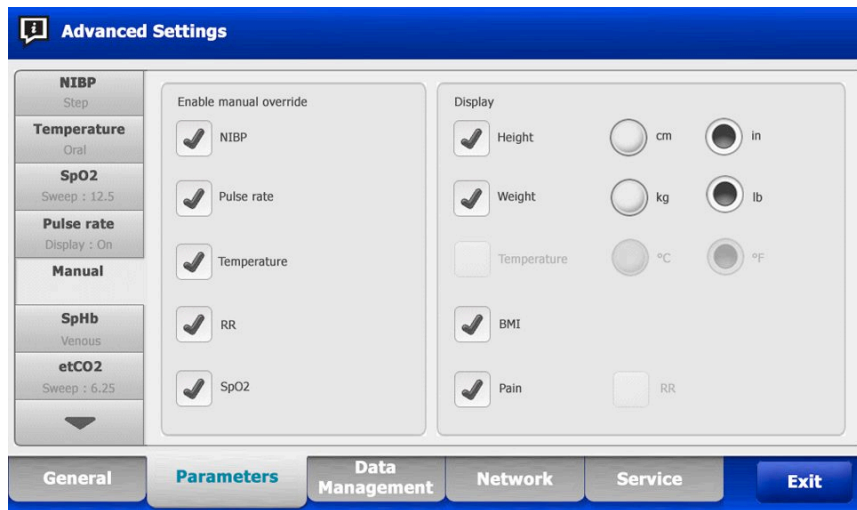 Advanced Settings
NIBP
Step
Temperature
Oral
SpO2
Sweep : 12.5
Pulse rate
Display : On
Manual
SpHb
Venous
etCO2
Sweep : 6.25
Enable manual override
NIBP
Pulse rate
Temperature
RR
SpO2
Display
Height cm in
Weight kg lb
Temperature °C °F
BMI
Pain RR
General Parameters Data Management Network Service Exit